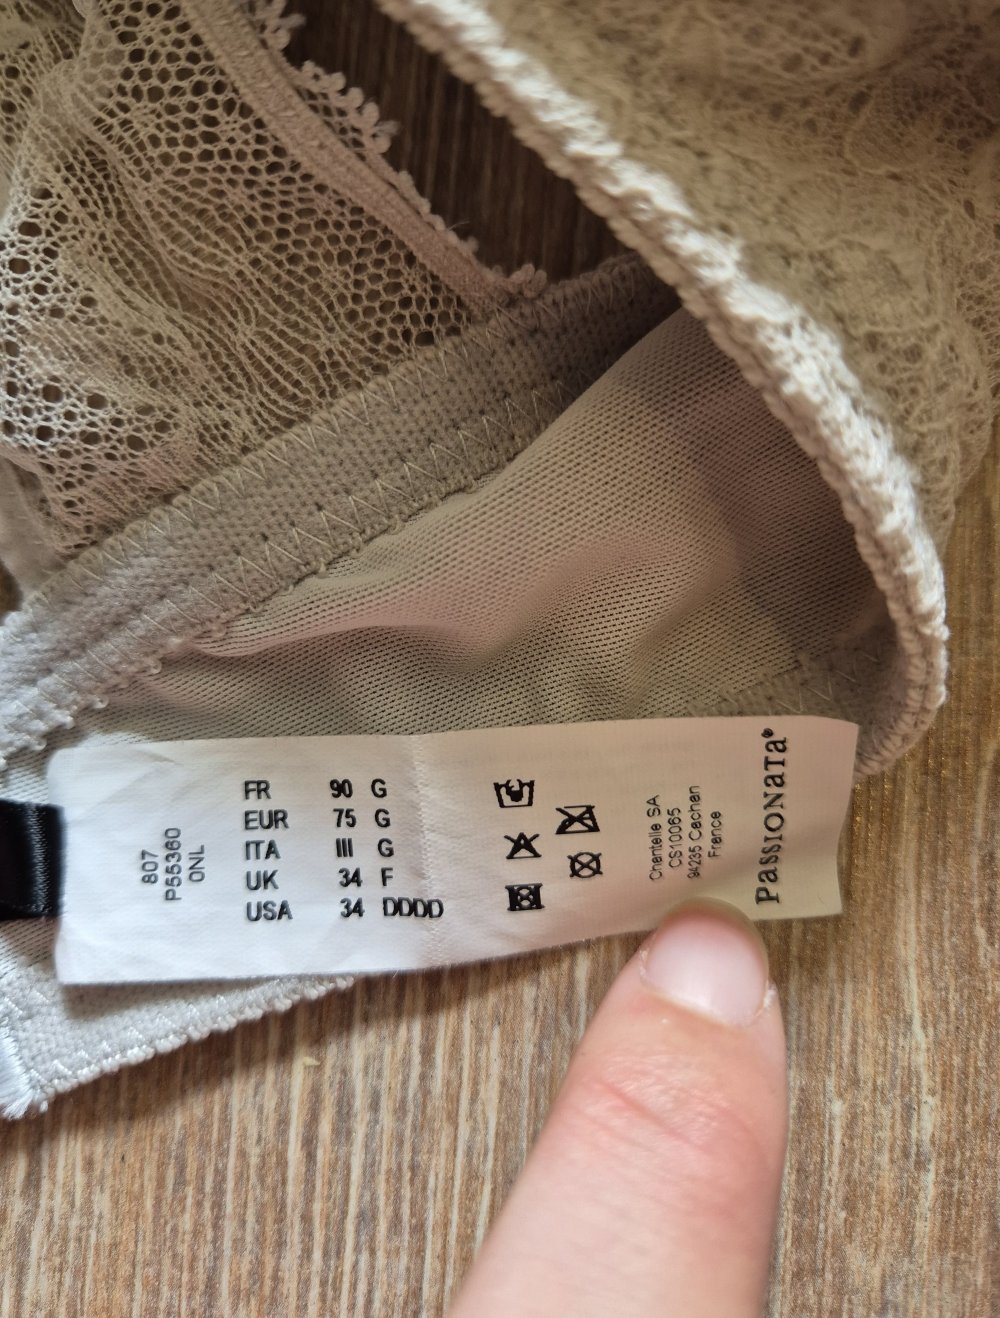 807
P55360
0NL
FR 90 G
EUR 75 G
ITA III G
UK 34 F
USA 34 DDDD
Chantelle SA
CS10065
94235 Cachan
France
PaSSIONaTa®